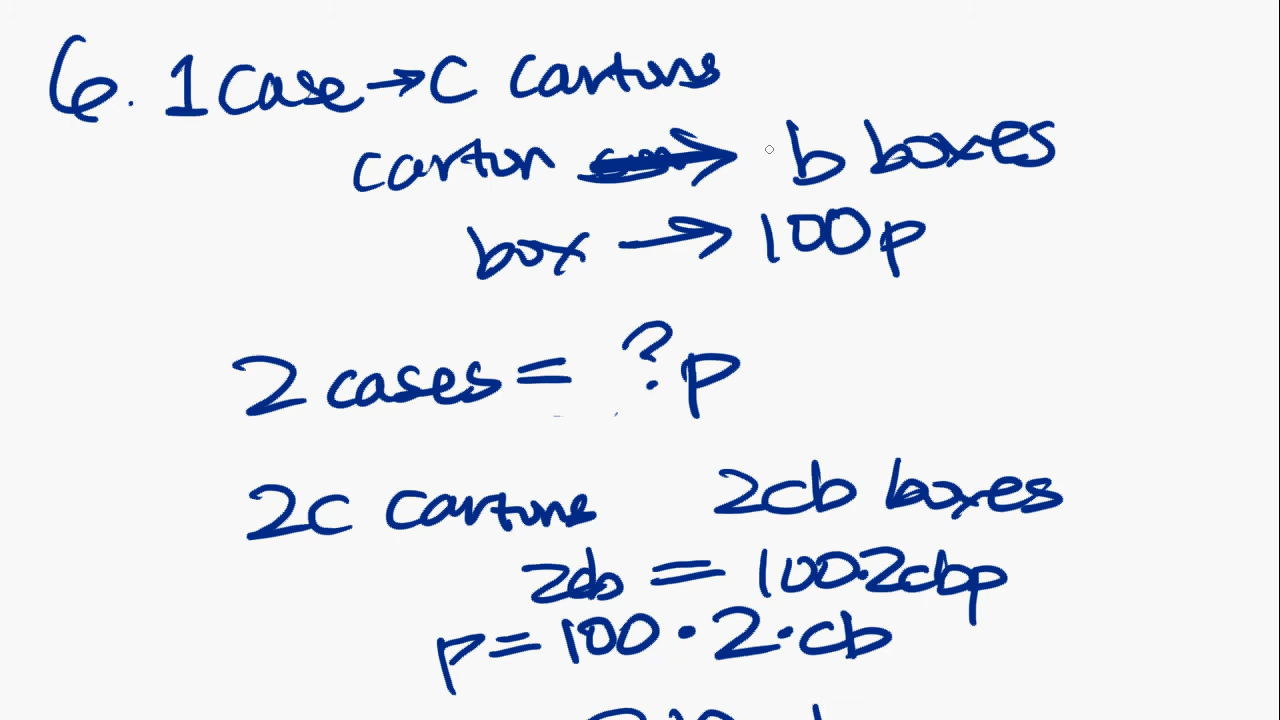 6. 1 Case → C Cartons
carton → b boxes
box → 100p
2 cases = ?p
2c cartons 2cb boxes
2cb = 100.2cbp
p = 100 · 2 · cb